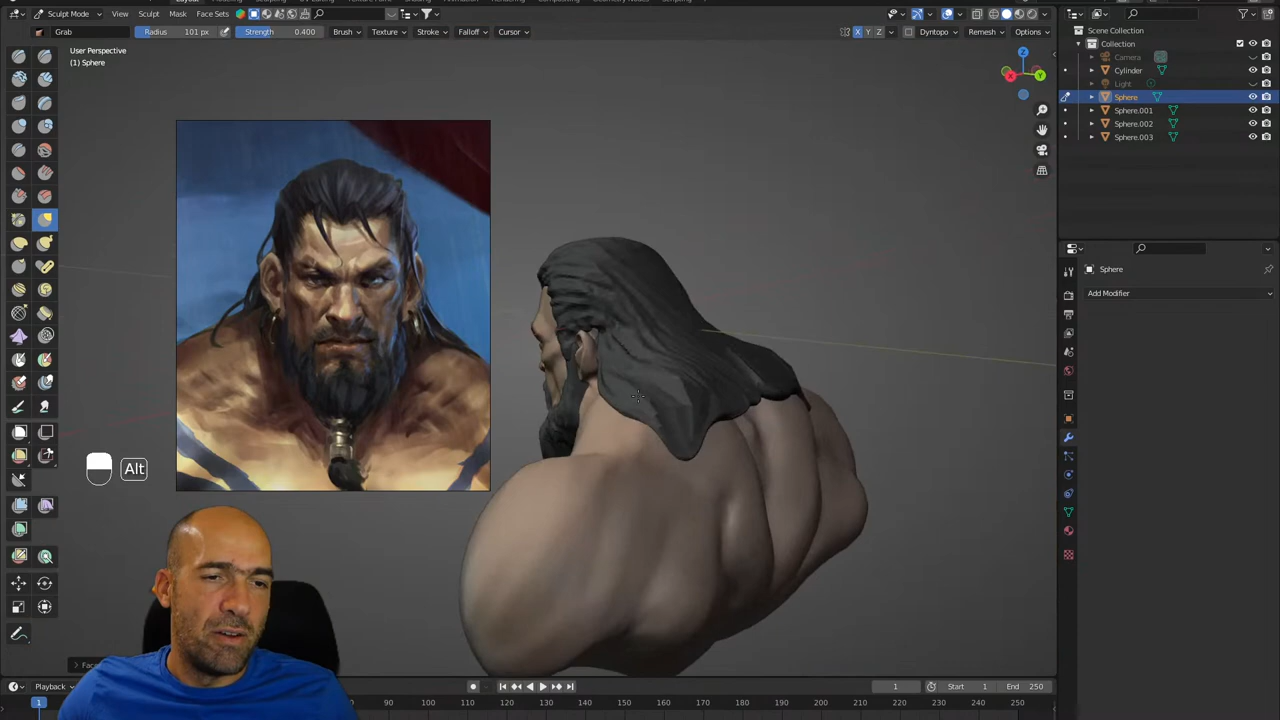 Sculpt Mode View Sculpt Mask Face Sets
Grab Radius 101 px Strength 0.400 Brush Texture Stroke Falloff Cursor X Y Z Dyntopo Remesh Options
User Perspective
(1) Sphere
Z
X Y
Scene Collection
Collection
Camera
Cylinder
Light
Sphere
Sphere.001
Sphere.002
Sphere.003
Sphere
Add Modifier
Alt
Playback
1 Start 1 End 250
1 80 90 100 110 120 130 140 150 160 170 180 190 200 210 220 230 240 250